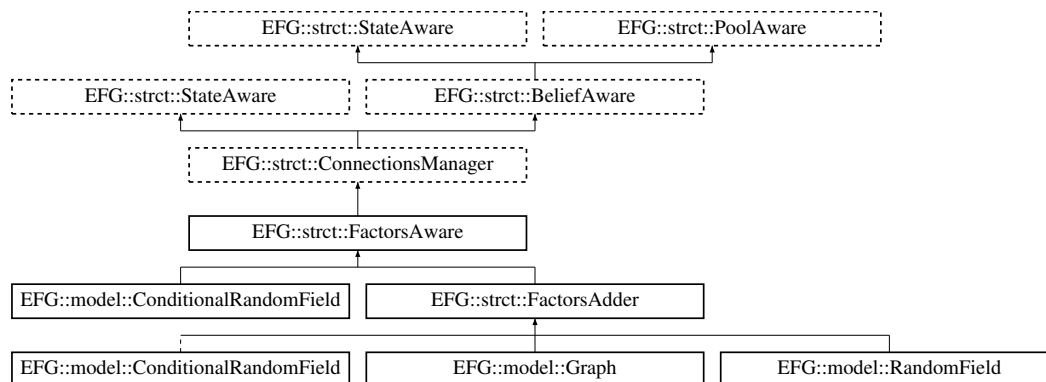 EFG::strct::StateAware
EFG::strct::PoolAware
EFG::strct::StateAware
EFG::strct::BeliefAware
EFG::strct::ConnectionsManager
EFG::strct::FactorsAware
EFG::model::ConditionalRandomField
EFG::strct::FactorsAdder
EFG::model::ConditionalRandomField
EFG::model::Graph
EFG::model::RandomField